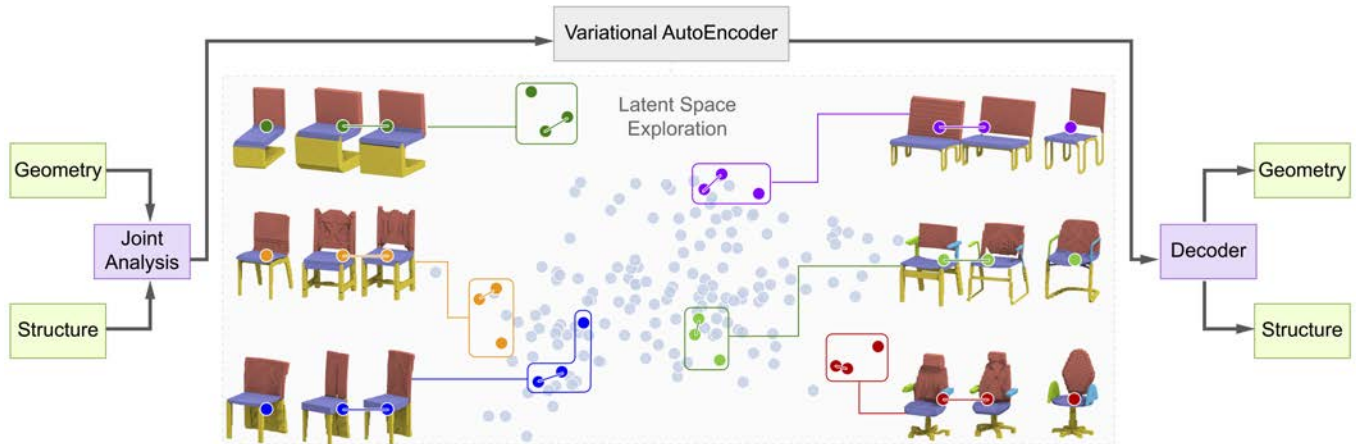 Variational AutoEncoder
Latent Space
Exploration
Geometry
Joint
Analysis
Structure
Geometry
Decoder
Structure